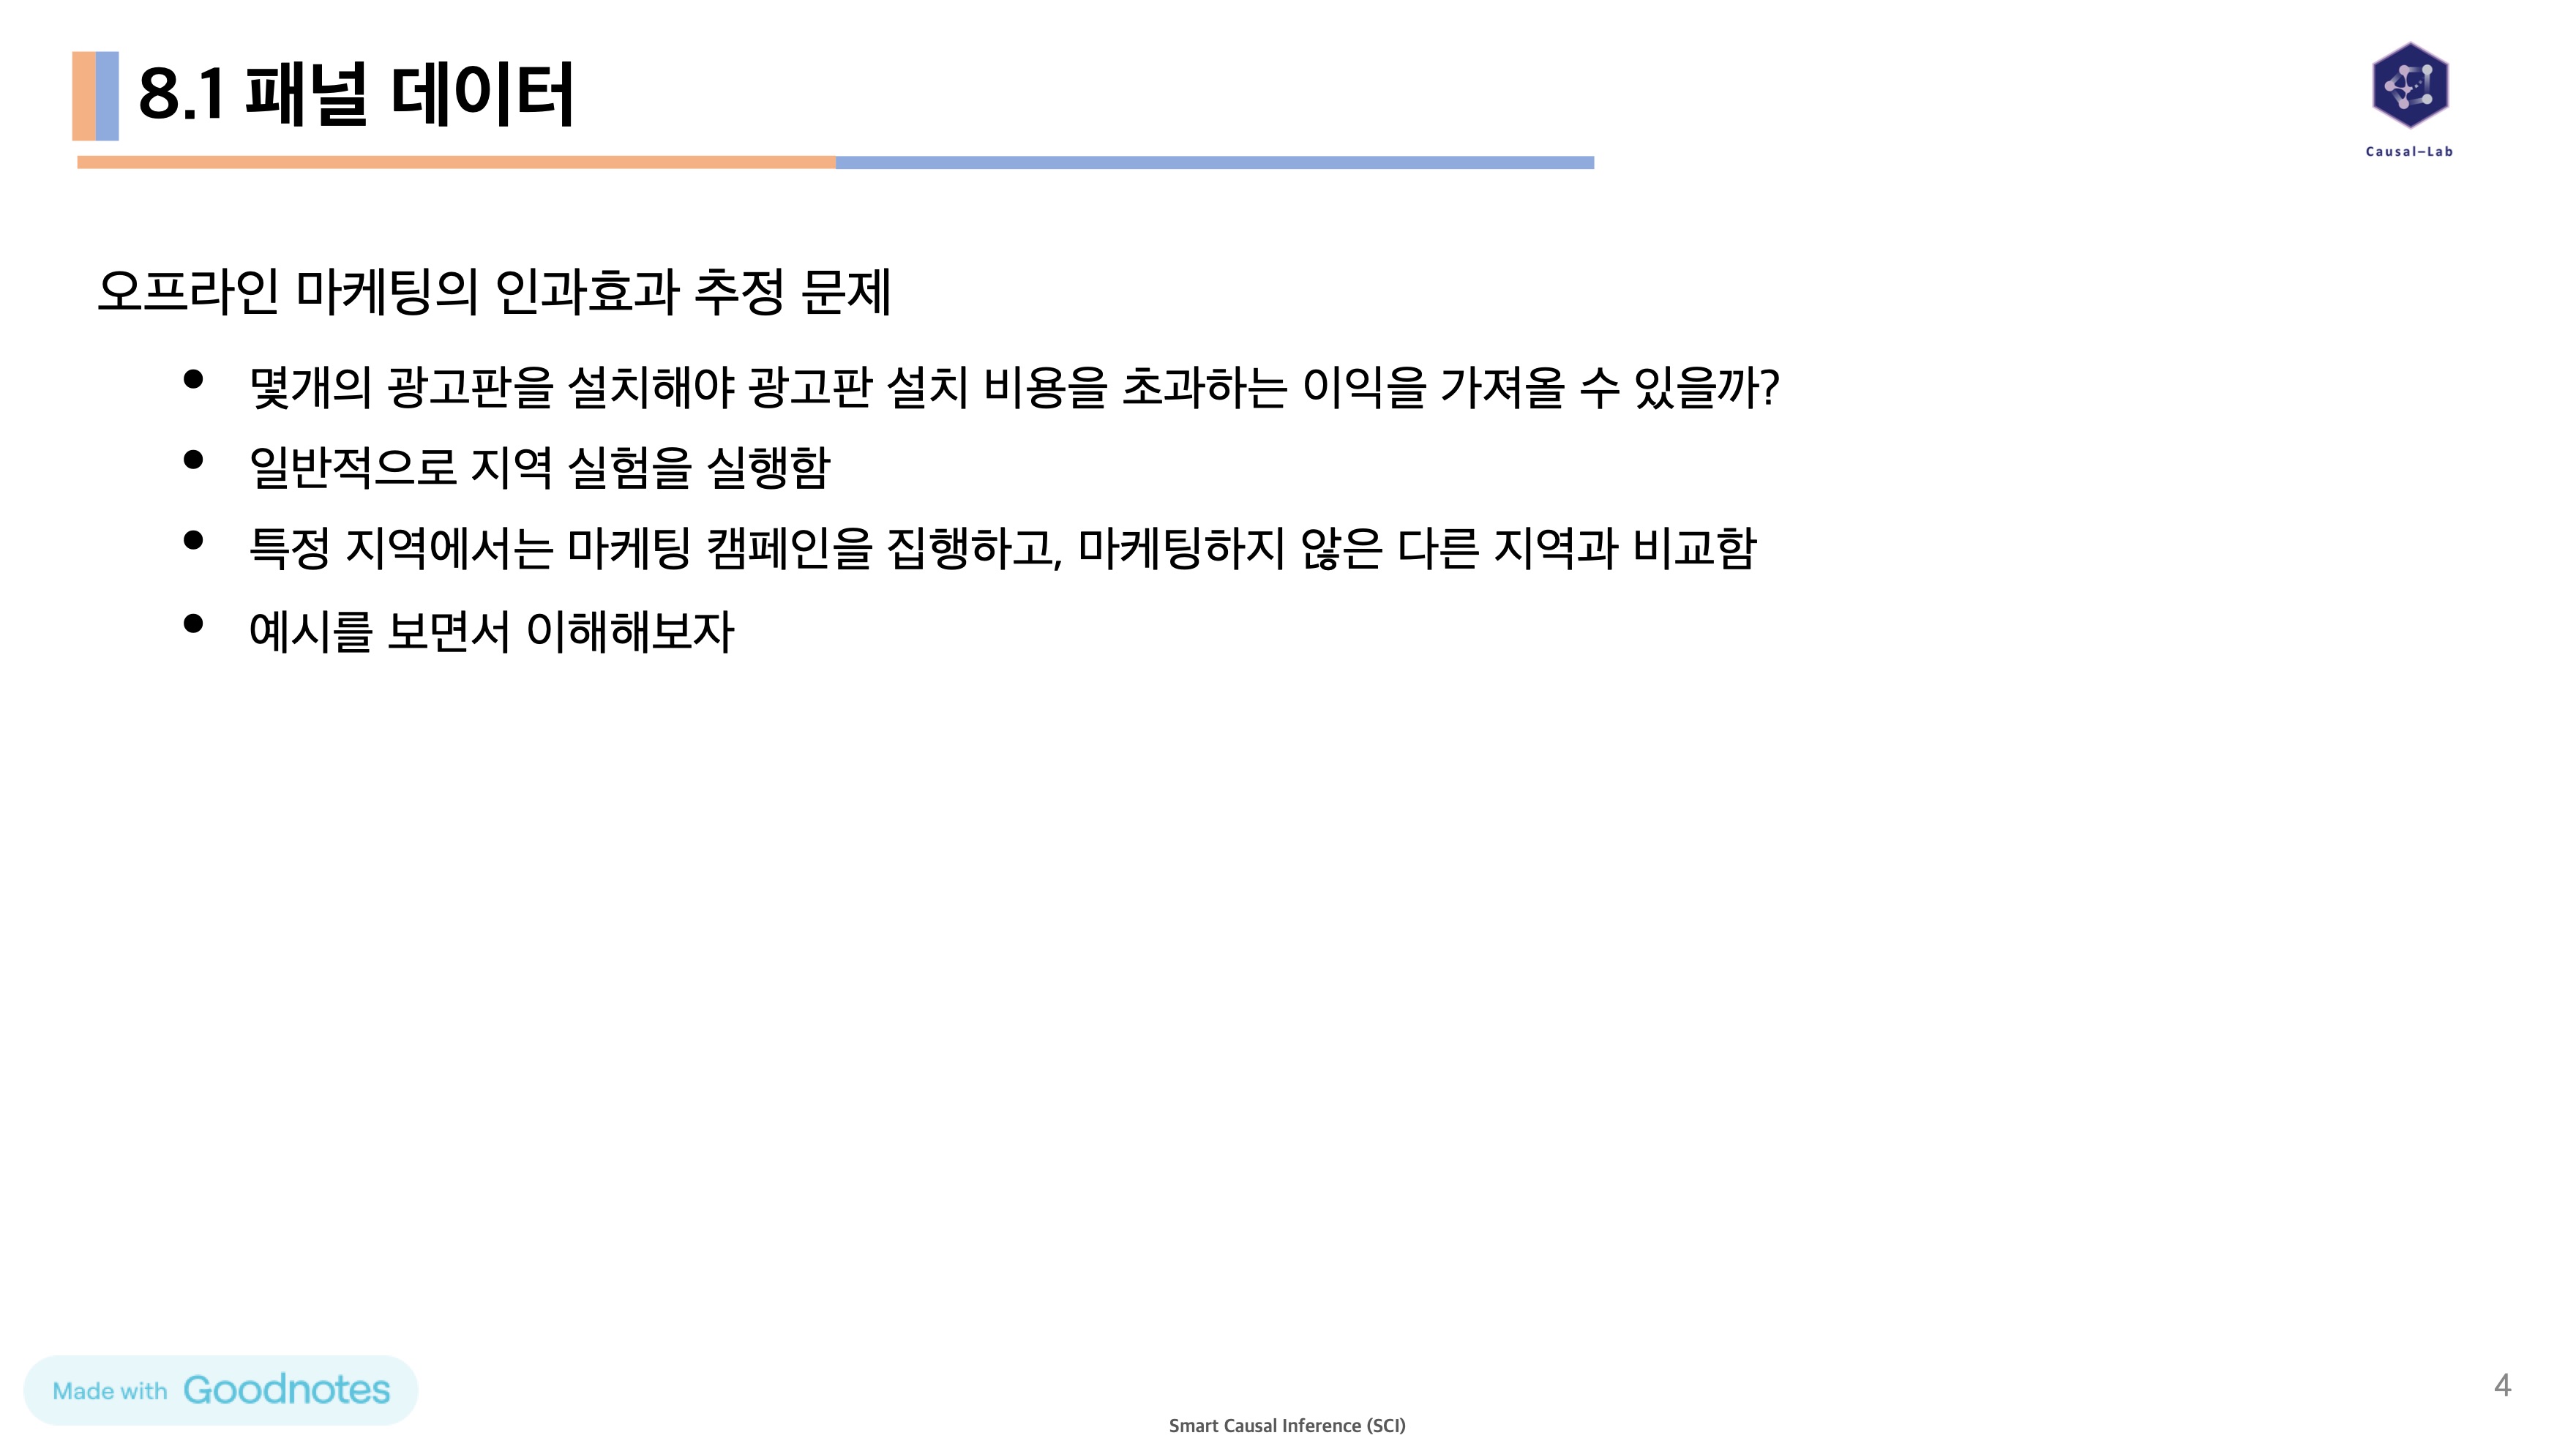 8.1 패널 데이터
Causal–Lab
오프라인 마케팅의 인과효과 추정 문제
• 몇개의 광고판을 설치해야 광고판 설치 비용을 초과하는 이익을 가져올 수 있을까?
• 일반적으로 지역 실험을 실행함
• 특정 지역에서는 마케팅 캠페인을 집행하고, 마케팅하지 않은 다른 지역과 비교함
• 예시를 보면서 이해해보자
Made with Goodnotes
4
Smart Causal Inference (SCI)